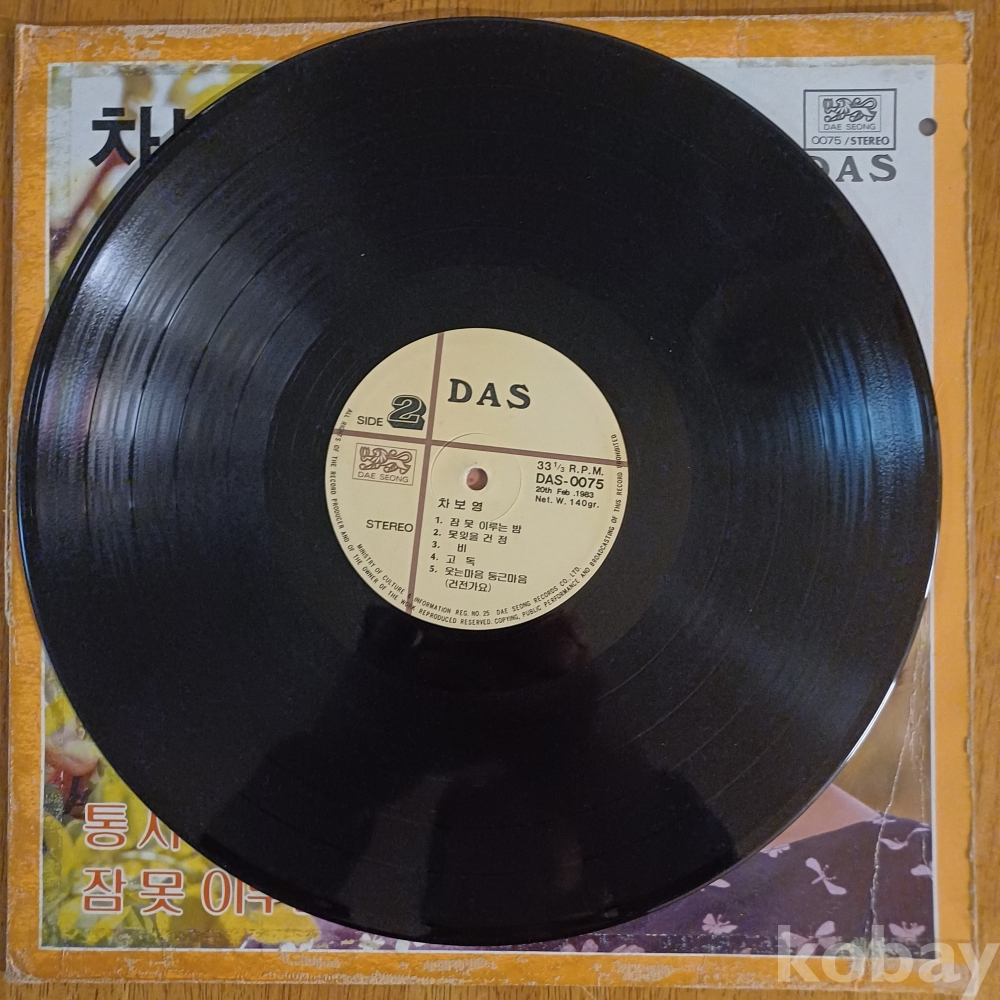 차보
DAE SEONG
0075/STEREO
DAS
DAS
SIDE 2
DAE SEONG
STEREO
33 1/3 R.P.M.
DAS-0075
20th Feb .1983
Net. W. 140gr.
차 보 영
1. 잠 못 이루는 밤
2. 못잊을 건 정
3. 비
4. 고 독
5. 웃는마음 둥근마음
(건전가요)
ALL RIGHTS OF THE RECORD PRODUCER AND OF THE OWNER OF THE WORK REPRODUCED RESERVED. COPYING, PUBLIC PERFORMANCE AND BROADCASTING OF THIS RECORD PROHIBITED
MINISTRY OF CULTURE & INFORMATION REG. NO. 25 DAE SEONG RECORDS CO., LTD.
통사
잠 못 이루
kobay